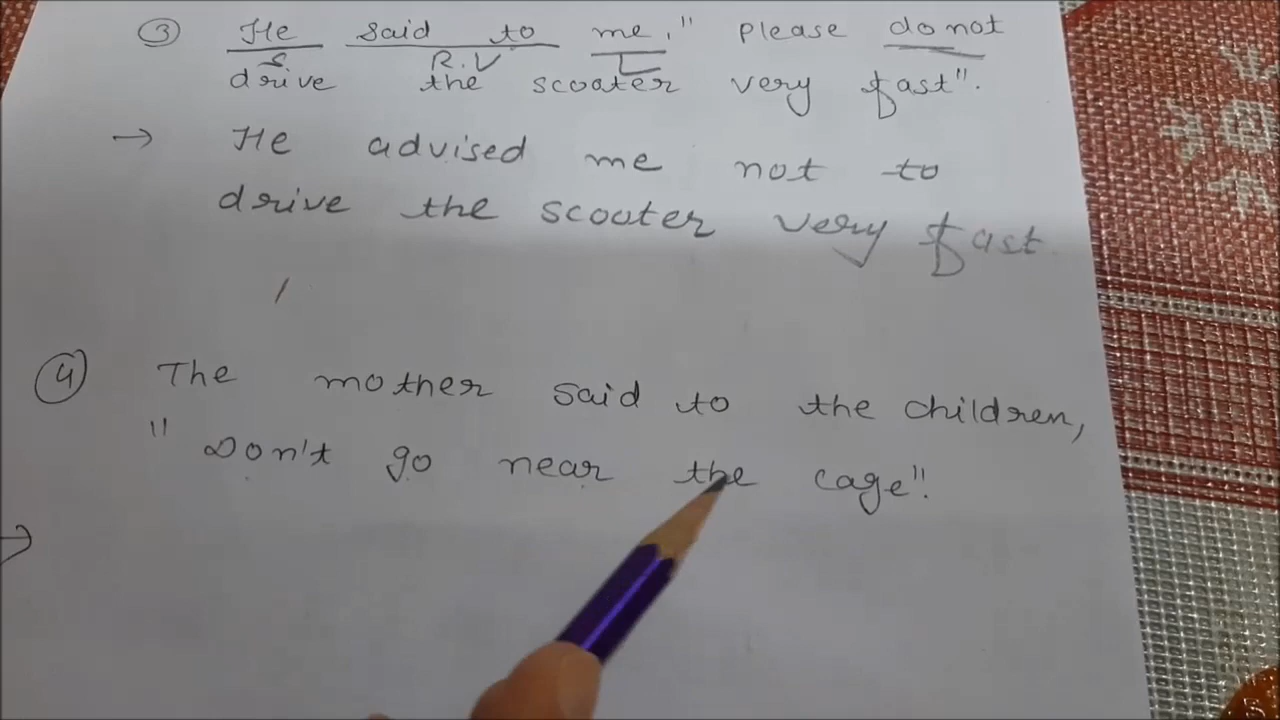 ③ He said to me," Please do not
S R.V L
drive the scooter very fast".
→ He advised me not to
drive the scooter very fast
④ The mother said to the children,
"Don't go near the cage".
→